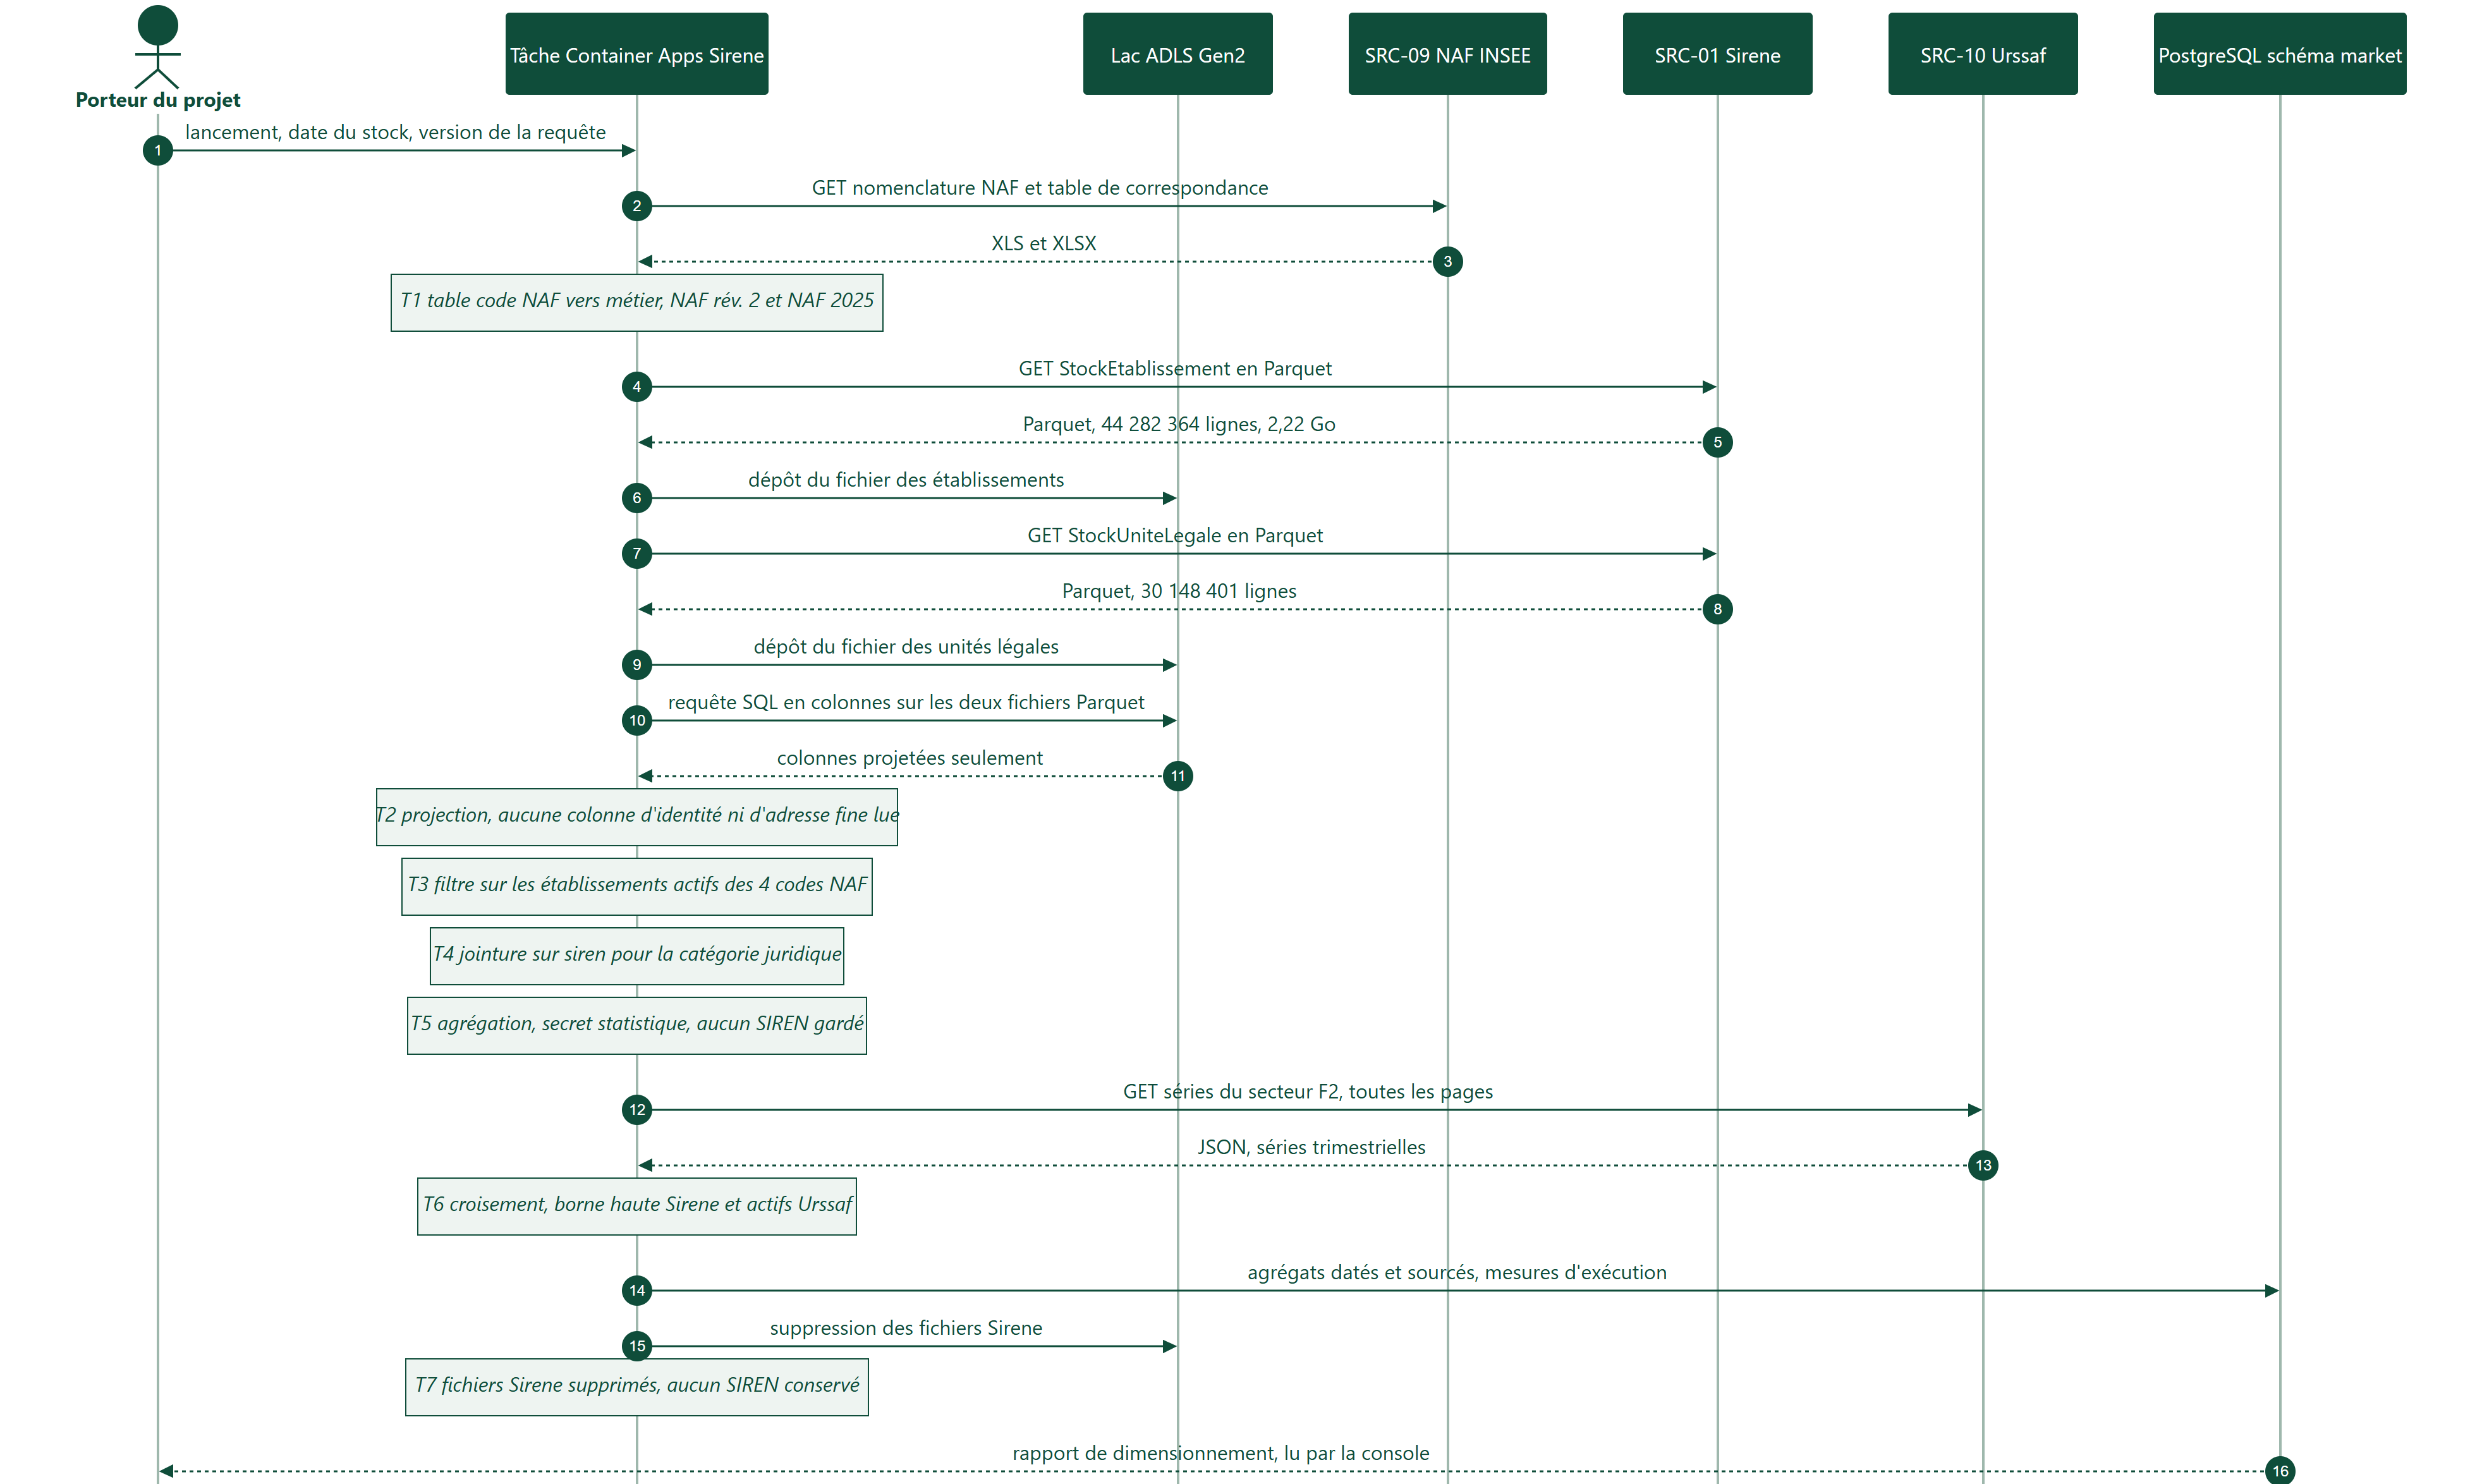 Porteur du projet
Tâche Container Apps Sirene
Lac ADLS Gen2
SRC-09 NAF INSEE
SRC-01 Sirene
SRC-10 Urssaf
PostgreSQL schéma market
lancement, date du stock, version de la requête
1
GET nomenclature NAF et table de correspondance
2
XLS et XLSX
3
T1 table code NAF vers métier, NAF rév. 2 et NAF 2025
GET StockEtablissement en Parquet
4
Parquet, 44 282 364 lignes, 2,22 Go
5
dépôt du fichier des établissements
6
GET StockUniteLegale en Parquet
7
Parquet, 30 148 401 lignes
8
dépôt du fichier des unités légales
9
requête SQL en colonnes sur les deux fichiers Parquet
10
colonnes projetées seulement
11
T2 projection, aucune colonne d'identité ni d'adresse fine lue
T3 filtre sur les établissements actifs des 4 codes NAF
T4 jointure sur siren pour la catégorie juridique
T5 agrégation, secret statistique, aucun SIREN gardé
GET séries du secteur F2, toutes les pages
12
JSON, séries trimestrielles
13
T6 croisement, borne haute Sirene et actifs Urssaf
agrégats datés et sourcés, mesures d'exécution
14
suppression des fichiers Sirene
15
T7 fichiers Sirene supprimés, aucun SIREN conservé
rapport de dimensionnement, lu par la console
16